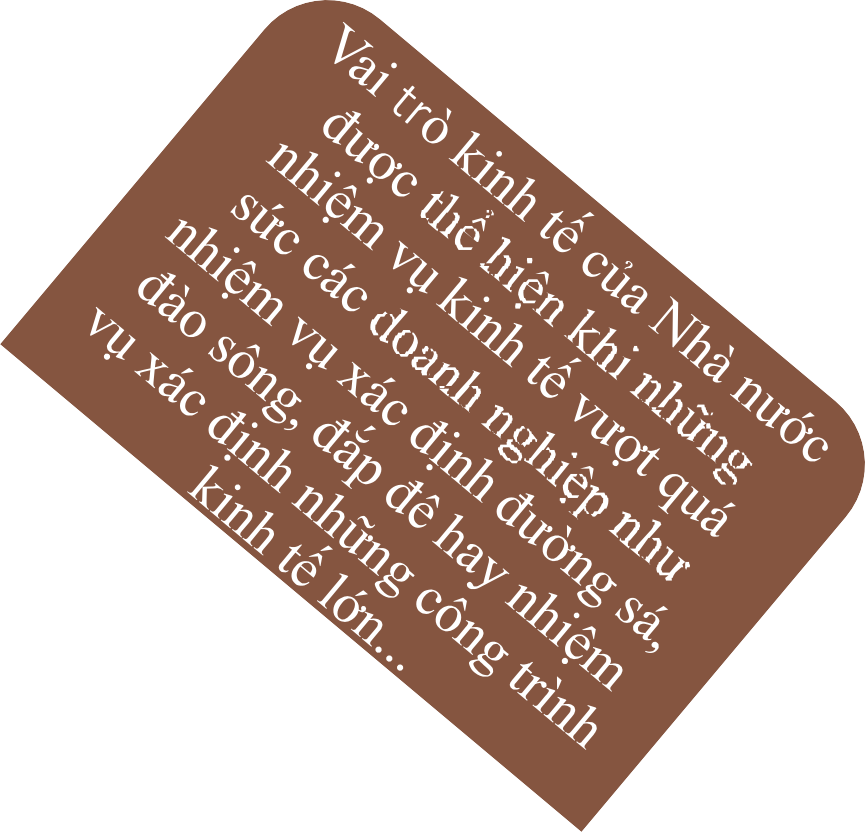 Vai trò kinh tế của Nhà nước
được thể hiện khi những
nhiệm vụ kinh tế vượt quá
sức các doanh nghiệp như
nhiệm vụ xác định đường sá,
đào sông, đắp đê hay nhiệm
vụ xác định những công trình
kinh tế lớn...